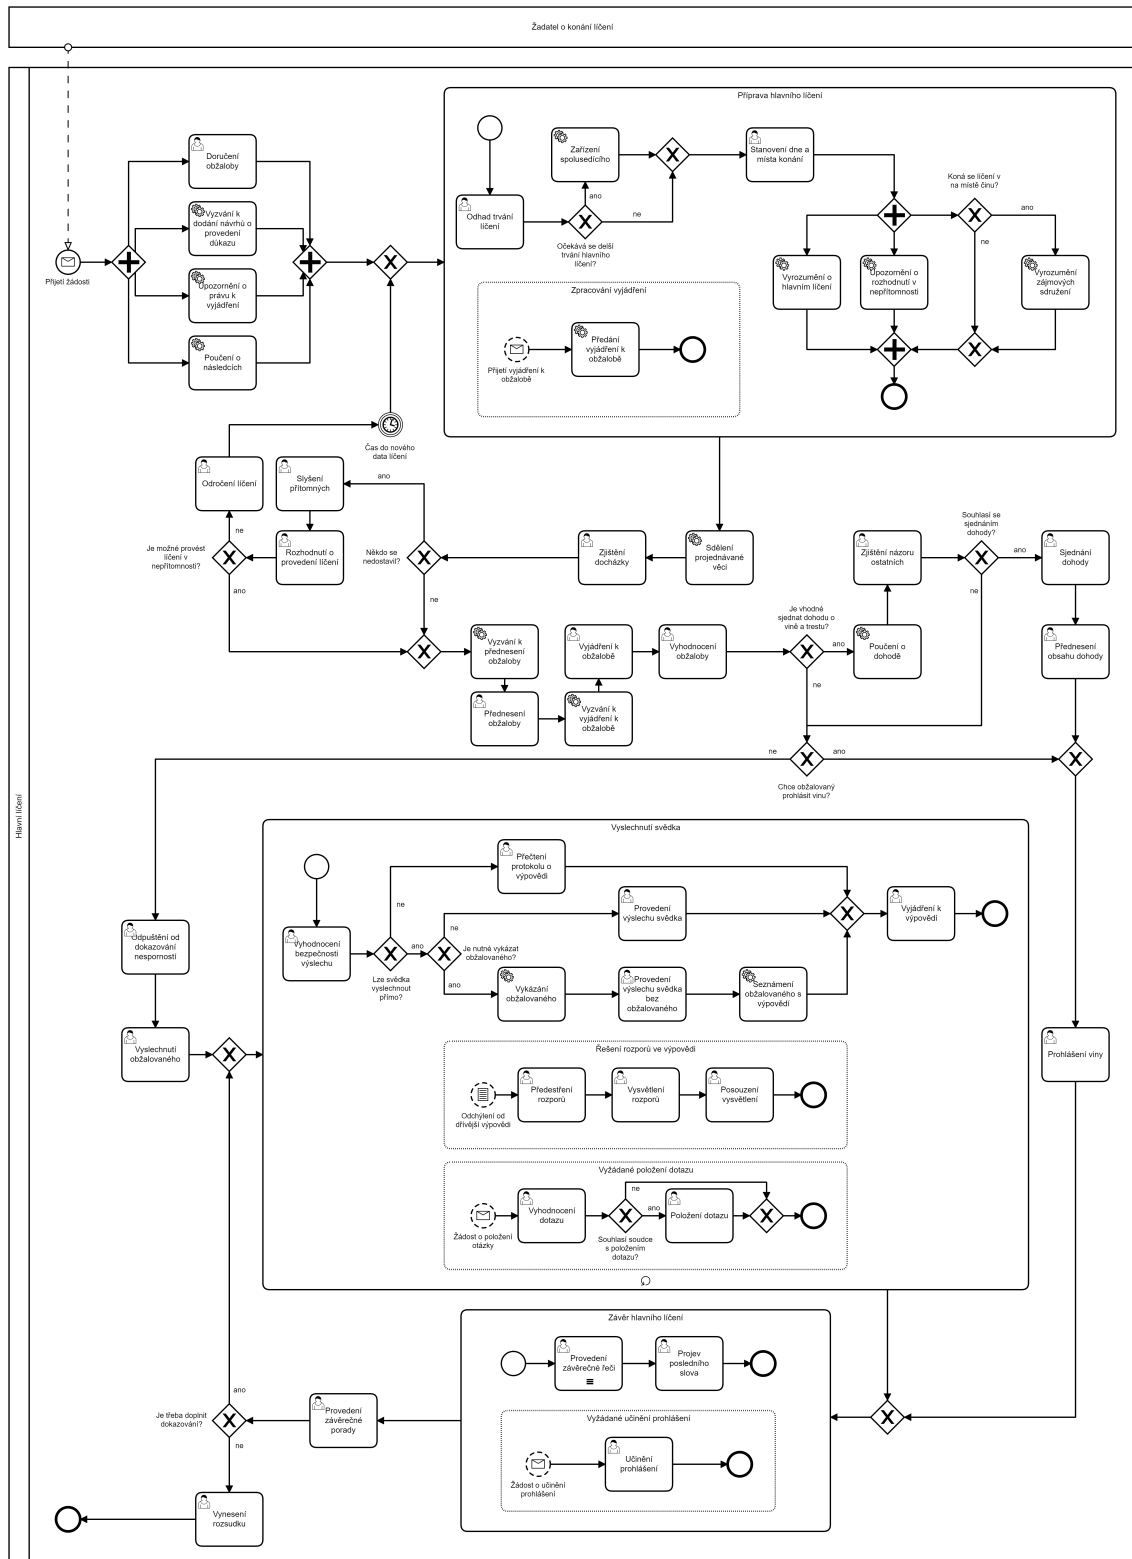 Žadatel o konání líčení
Hlavní líčení
Přijetí žádosti
Doručení
obžaloby
Vyzvání k
dodání návrhů o
provedení
důkazu
Upozornění o
právu k
vyjádření
Poučení o
následcích
Příprava hlavního líčení
Odhad trvání
líčení
Zařízení
spolusedícího
ano
ne
Očekává se delší
trvání hlavního
líčení?
Stanovení dne a
místa konání
Koná se líčení v
na místě činu?
ano
ne
Vyrozumění o
hlavním líčení
Upozornění o
rozhodnutí v
nepřítomnosti
Vyrozumění
zájmových
sdružení
Zpracování vyjádření
Přijetí vyjádření k
obžalobě
Předání
vyjádření k
obžalobě
Čas do nového
data líčení
Odročení líčení
Slyšení
přítomných
ano
ne
Je možné provést
líčení v
nepřítomnosti?
ano
Rozhodnutí o
provedení líčení
Někdo se
nedostavil?
ne
Zjištění
docházky
Sdělení
projednávané
věci
Zjištění názoru
ostatních
Souhlasí se
sjednáním
dohody?
ano
ne
Sjednání
dohody
Vyzvání k
přednesení
obžaloby
Přednesení
obžaloby
Vyjádření k
obžalobě
Vyzvání k
vyjádření k
obžalobě
Vyhodnocení
obžaloby
Je vhodné
sjednat dohodu o
vině a trestu?
ano
ne
Poučení o
dohodě
Přednesení
obsahu dohody
ne
ano
Chce obžalovaný
prohlásit vinu?
Vyslechnutí svědka
Přečtení
protokolu o
výpovědi
ne
Vyhodnocení
bezpečnosti
výslechu
Lze svědka
vyslechnout
přímo?
ano
ne
Je nutné vykázat
obžalovaného?
ano
Provedení
výslechu svědka
Vyjádření k
výpovědí
Vykázání
obžalovaného
Provedení
výslechu svědka
bez
obžalovaného
Seznámení
obžalovaného s
výpovědí
Odpuštění od
dokazování
nesporností
Vyslechnutí
obžalovaného
Prohlášení viny
Řešení rozporů ve výpovědi
Odchýlení od
dřívější výpovědi
Předestření
rozporů
Vysvětlení
rozporů
Posouzení
vysvětlení
Vyžádané položení dotazu
Žádost o položení
otázky
Vyhodnocení
dotazu
ne
ano
Souhlasí soudce
s položením
dotazu?
Položení dotazu
Závěr hlavního líčení
Provedení
závěrečné řeči
Projev
posledního
slova
Vyžádané učinění prohlášení
Žádost o učinění
prohlášení
Učinění
prohlášení
Provedení
závěrečné
porady
ano
Je třeba doplnit
dokazování?
ne
Vynesení
rozsudku